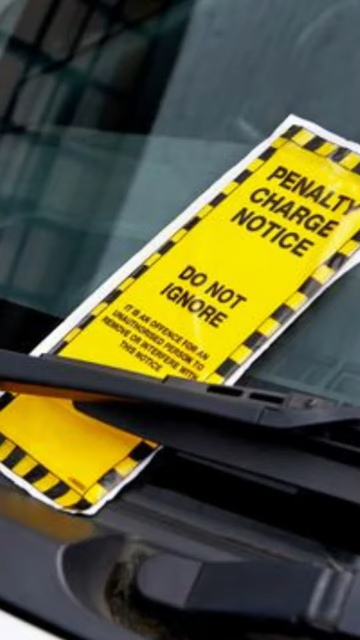 PENALTY
CHARGE
NOTICE
DO NOT
IGNORE
IT IS AN OFFENCE FOR AN
UNAUTHORISED PERSON TO
REMOVE OR INTERFERE WITH
THIS NOTICE